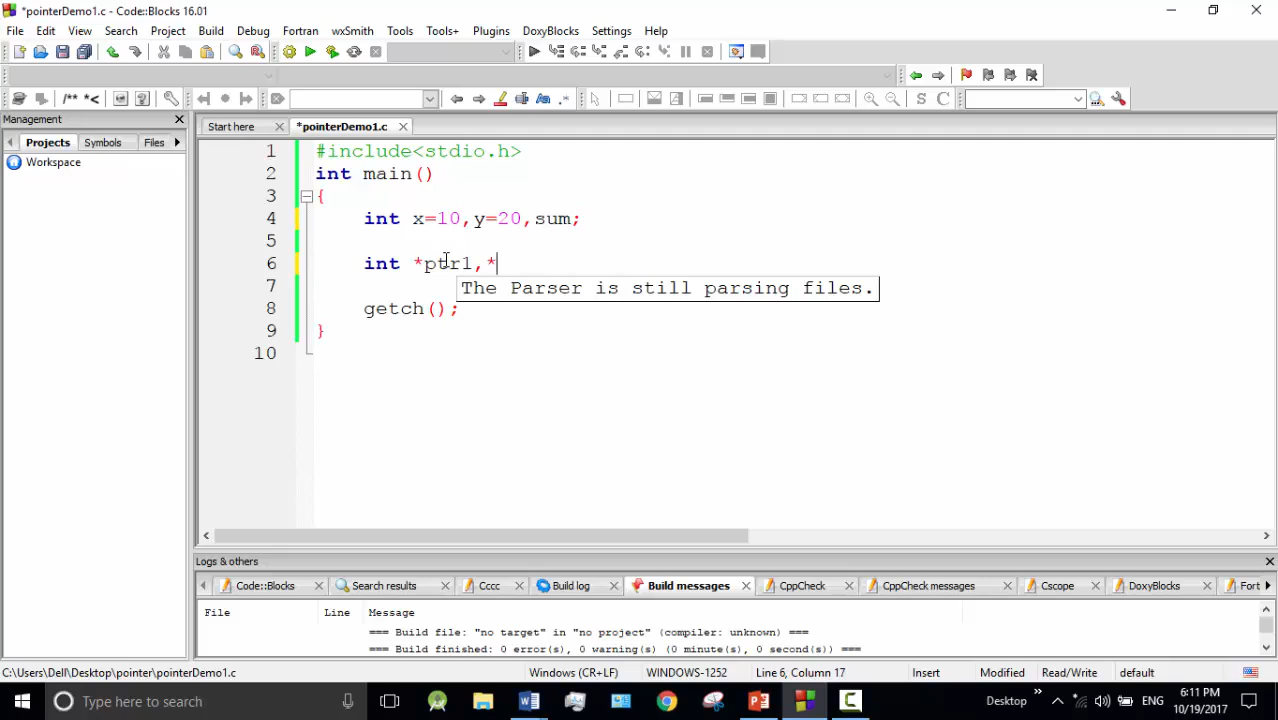 *pointerDemo1.c - Code::Blocks 16.01
File Edit View Search Project Build Debug Fortran wxSmith Tools Tools+ Plugins DoxyBlocks Settings Help
/** *< .* S C
Management
Projects Symbols Files
Workspace
Start here *pointerDemo1.c
1 #include<stdio.h>
2 int main()
3 {
4 int x=10,y=20,sum;
5
6 int *ptr1,*
The Parser is still parsing files.
7
8 getch();
9 }
10
Logs & others
Code::Blocks Search results Cccc Build log Build messages CppCheck CppCheck messages Cscope DoxyBlocks Fort
File Line Message
=== Build file: "no target" in "no project" (compiler: unknown) ===
=== Build finished: 0 error(s), 0 warning(s) (0 minute(s), 0 second(s)) ===
C:\Users\Dell\Desktop\pointer\pointerDemo1.c Windows (CR+LF) WINDOWS-1252 Line 6, Column 17 Insert Modified Read/Write default
Type here to search
Desktop ENG
6:11 PM
10/19/2017